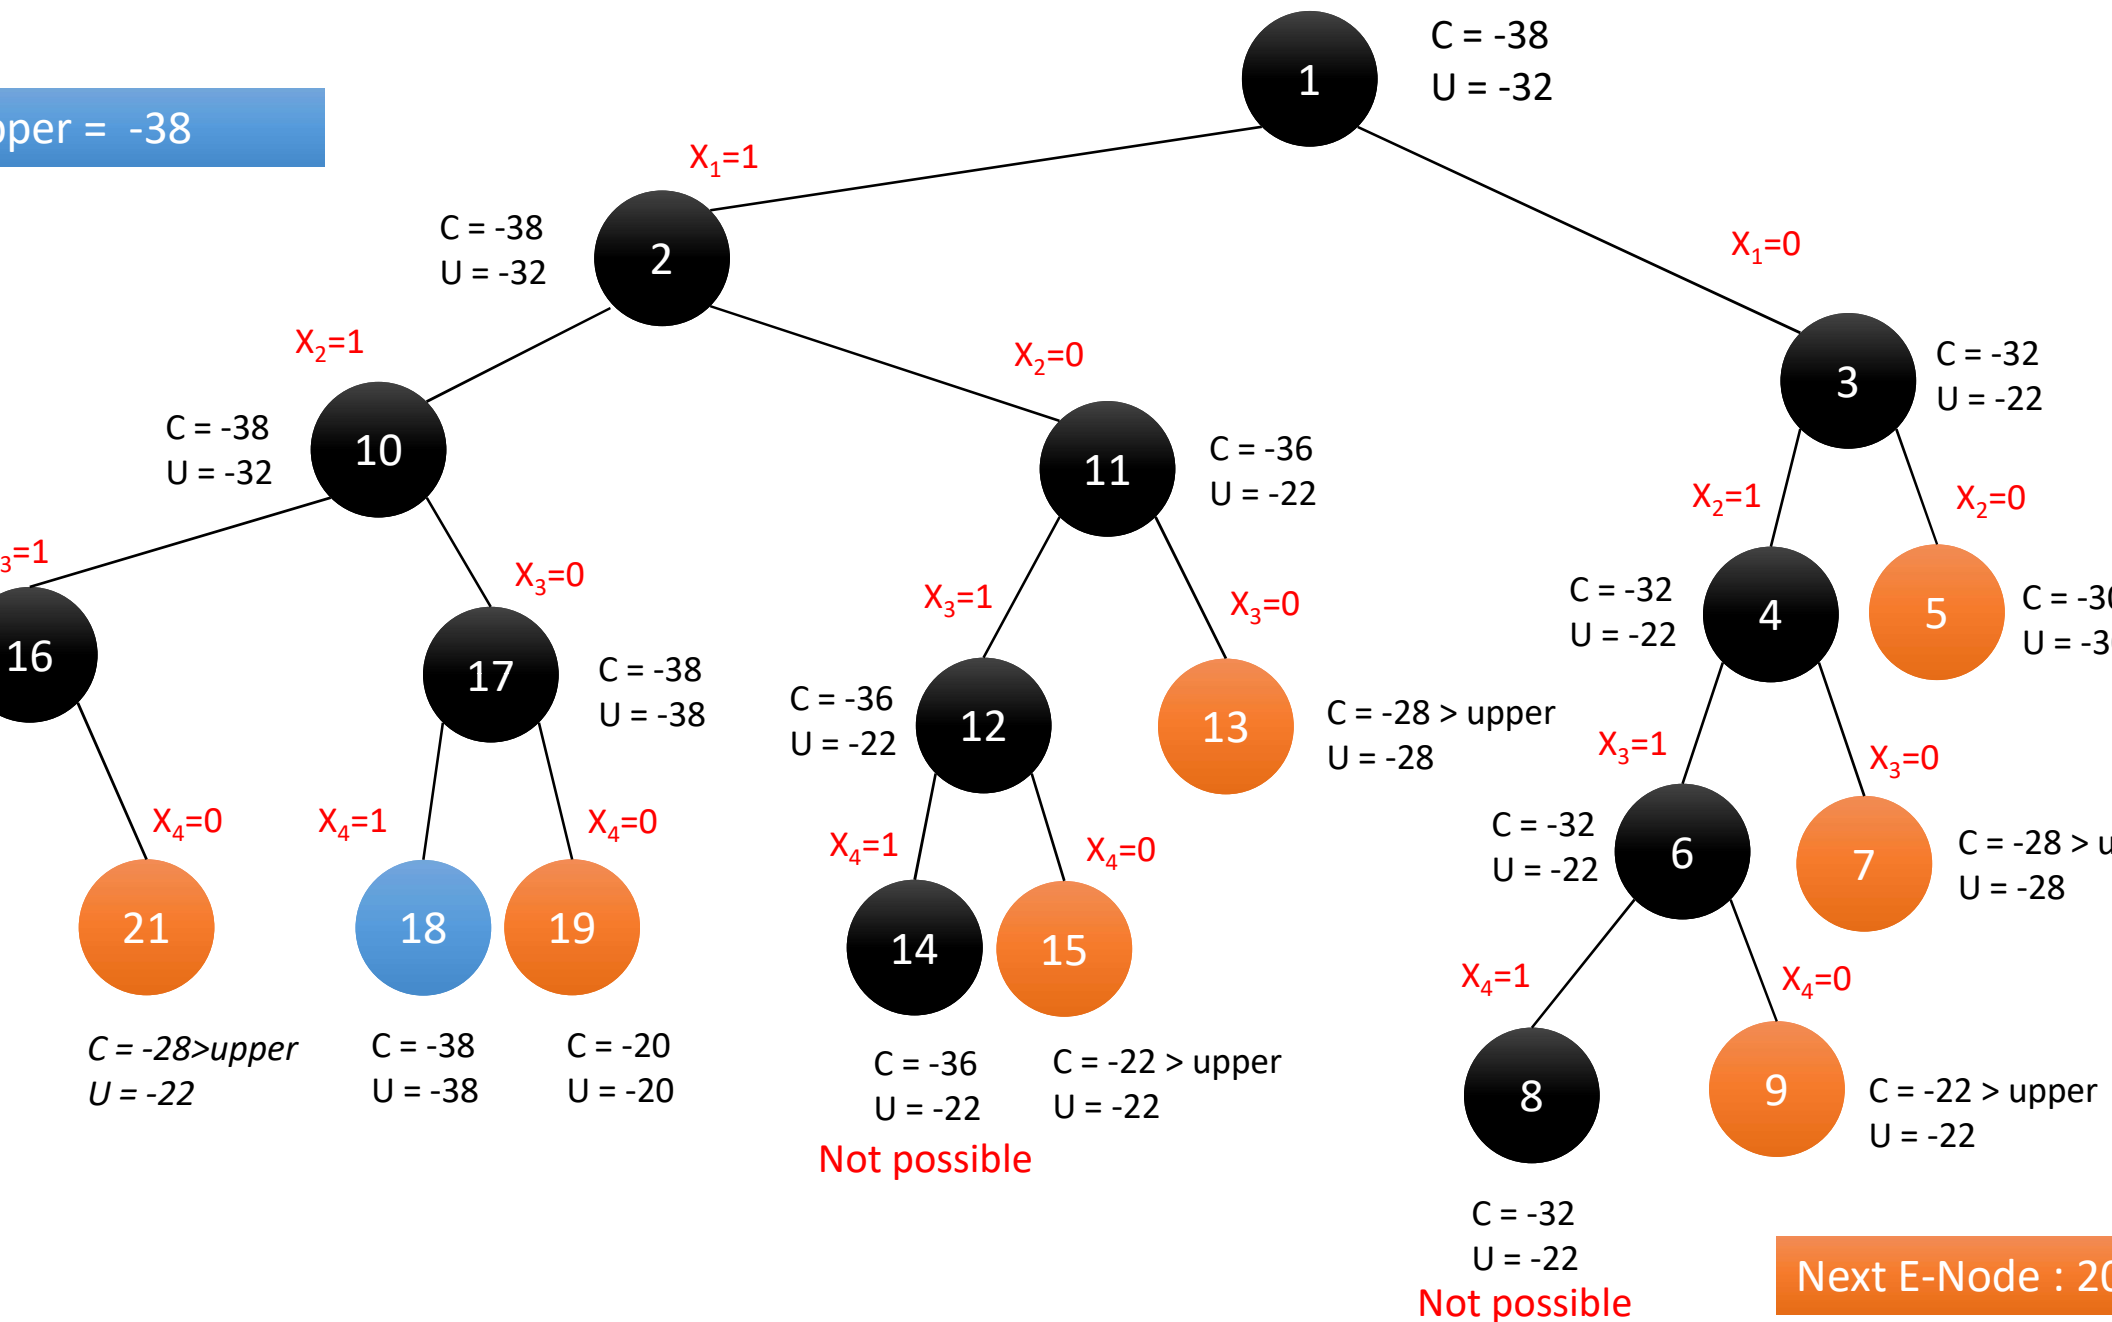 C = -38
U = -32
1
pper = -38
X₁=1
C = -38
U = -32
2
X₁=0
X₂=1
X₂=0
C = -32
U = -22
3
C = -38
U = -32
10
11
C = -36
U = -22
X₂=1
X₂=0
₃=1
X₃=0
X₃=1
X₃=0
C = -32
U = -22
4
5
C = -30
U = -3
16
17
C = -38
U = -38
C = -36
U = -22
12
13
C = -28 > upper
U = -28
X₃=1
X₃=0
X₄=0
X₄=1
X₄=0
X₄=1
X₄=0
C = -32
U = -22
6
7
C = -28 > u
U = -28
21
18
19
14
15
X₄=1
X₄=0
C = -28>upper
U = -22
C = -38
U = -38
C = -20
U = -20
C = -36
U = -22
Not possible
C = -22 > upper
U = -22
8
9
C = -22 > upper
U = -22
C = -32
U = -22
Not possible
Next E-Node : 20